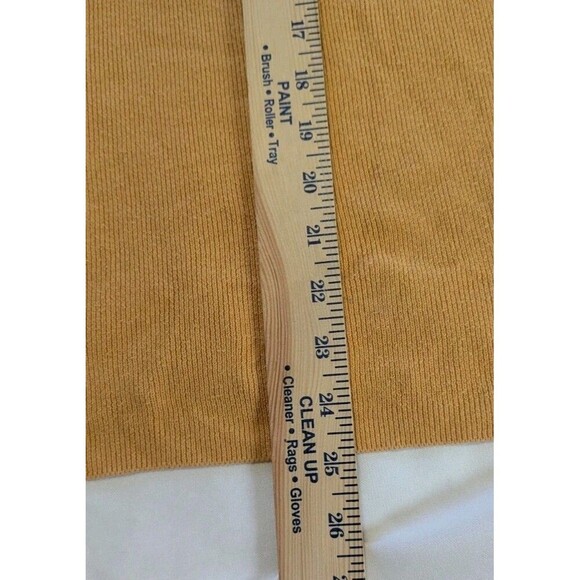 17
18
19
20
21
22
23
24
25
26
PAINT
• Brush • Roller • Tray
CLEAN UP
• Cleaner • Rags • Gloves